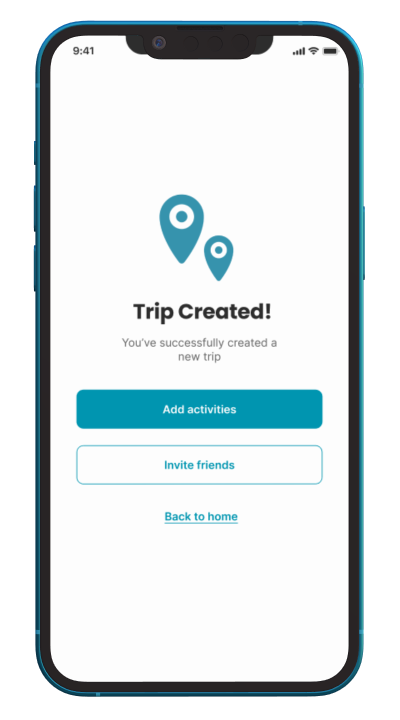 9:41
Trip Created!
You've successfully created a
new trip
Add activities
Invite friends
Back to home